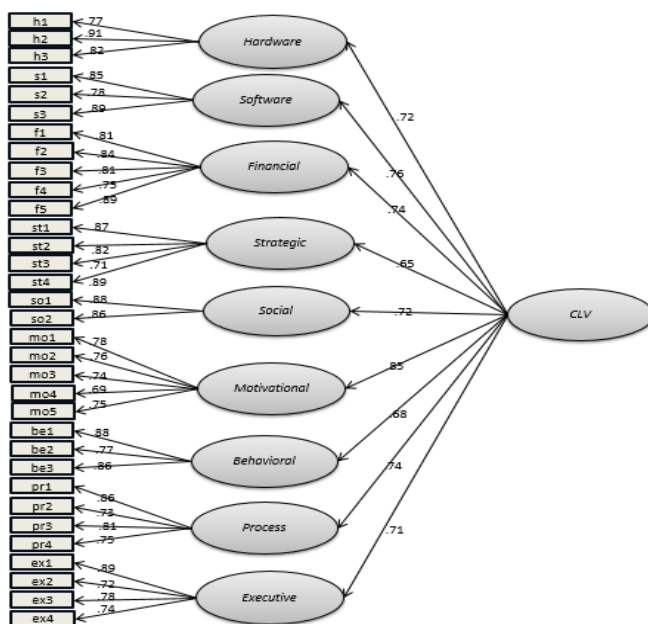 h1 .77
h2 .91 Hardware
h3 .82
s1 .85
s2 .78 Software
s3 .89
f1 .81
f2 .84
f3 .81 Financial
f4 .75
f5 .89
st1 .87
st2 .82 Strategic
st3 .71
st4 .89
so1 .88 Social
so2 .86
mo1 .78
mo2 .76
mo3 .74 Motivational
mo4 .69
mo5 .75
be1 .88
be2 .77 Behavioral
be3 .86
pr1 .86
pr2 .73 Process
pr3 .81
pr4 .75
ex1 .89
ex2 .72 Executive
ex3 .78
ex4 .74
.72
.76
.74
.65
.72
.85
.68
.74
.71
CLV